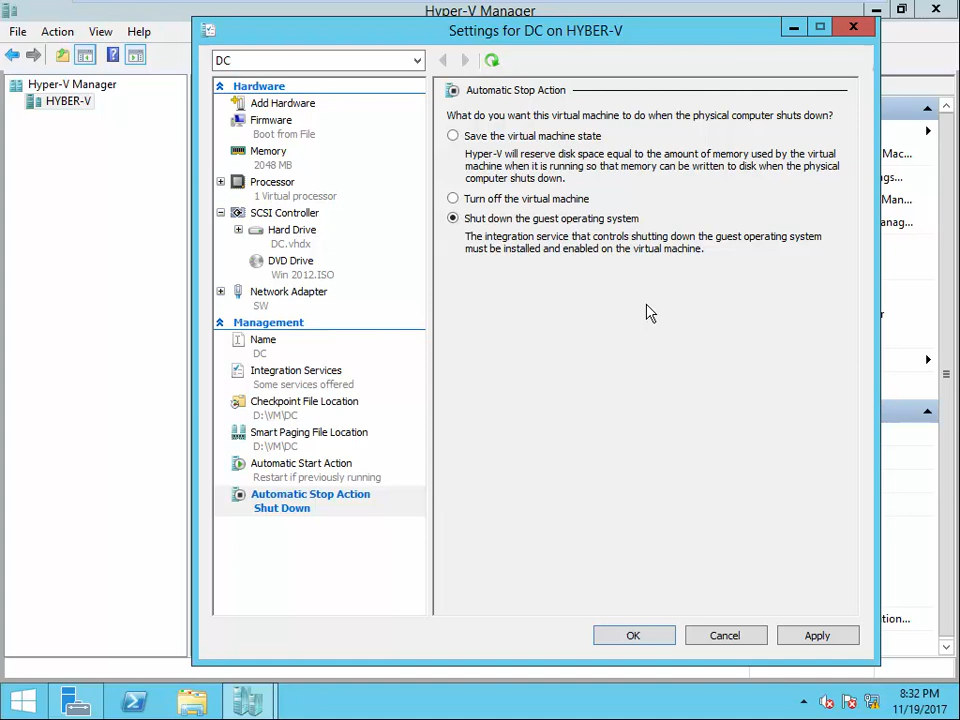 Hyper-V Manager
File Action View Help
Settings for DC on HYBER-V
Hyper-V Manager
HYBER-V
DC
Hardware
Add Hardware
Firmware
Boot from File
Memory
2048 MB
Processor
1 Virtual processor
SCSI Controller
Hard Drive
DC.vhdx
DVD Drive
Win 2012.ISO
Network Adapter
SW
Management
Name
DC
Integration Services
Some services offered
Checkpoint File Location
D:\VM\DC
Smart Paging File Location
D:\VM\DC
Automatic Start Action
Restart if previously running
Automatic Stop Action
Shut Down
Automatic Stop Action
What do you want this virtual machine to do when the physical computer shuts down?
Save the virtual machine state
Hyper-V will reserve disk space equal to the amount of memory used by the virtual
machine when it is running so that memory can be written to disk when the physical
computer shuts down.
Turn off the virtual machine
Shut down the guest operating system
The integration service that controls shutting down the guest operating system
must be installed and enabled on the virtual machine.
OK Cancel Apply
Mac...
gs...
Man...
anag...
r
tion...
8:32 PM
11/19/2017